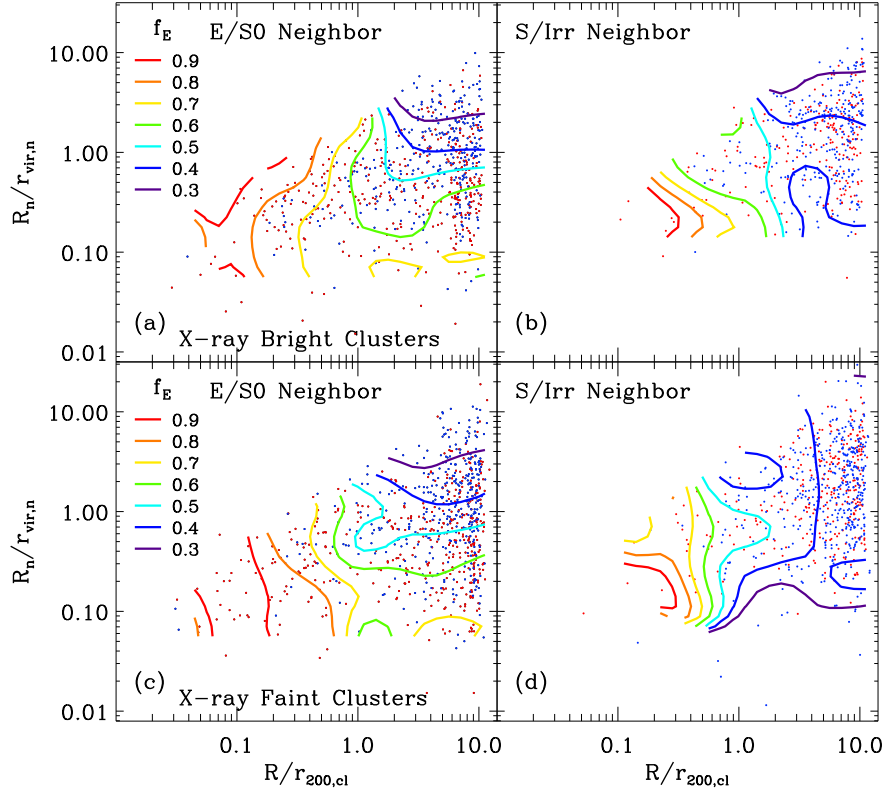 f_E E/S0 Neighbor
S/Irr Neighbor
0.9
0.8
0.7
0.6
0.5
0.4
0.3
10.00
1.00
0.10
0.01
R_n/r_vir,n
(a)
X-ray Bright Clusters
(b)
f_E E/S0 Neighbor
S/Irr Neighbor
0.9
0.8
0.7
0.6
0.5
0.4
0.3
10.00
1.00
0.10
0.01
R_n/r_vir,n
(c)
X-ray Faint Clusters
(d)
0.1 1.0 10.0
0.1 1.0 10.0
R/r_200,cl
R/r_200,cl